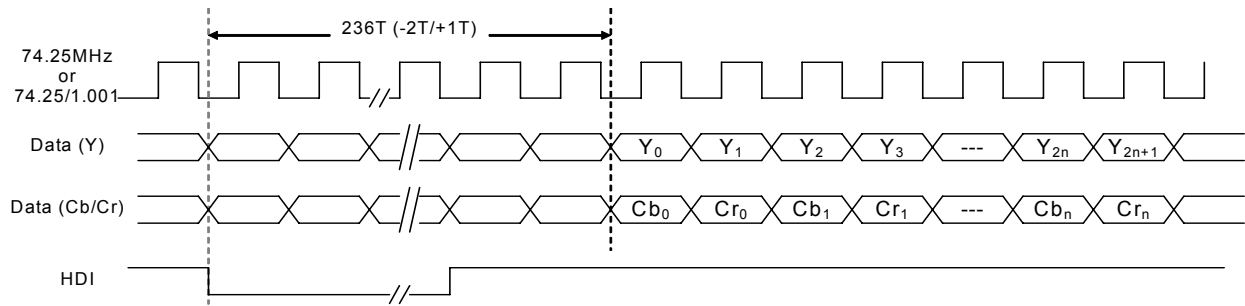 236T (-2T/+1T)
74.25MHz
or
74.25/1.001
Data (Y)
Y₀ Y₁ Y₂ Y₃ --- Y₂ₙ Y₂ₙ₊₁
Data (Cb/Cr)
Cb₀ Cr₀ Cb₁ Cr₁ --- Cbₙ Crₙ
HDI